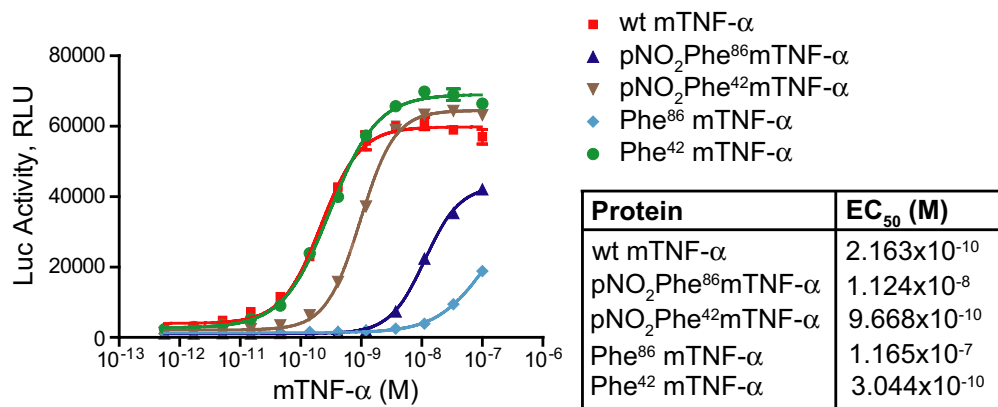 80000
60000
40000
20000
0
Luc Activity, RLU
10⁻¹³ 10⁻¹² 10⁻¹¹ 10⁻¹⁰ 10⁻⁹ 10⁻⁸ 10⁻⁷ 10⁻⁶
mTNF-α (M)
wt mTNF-α
pNO₂Phe⁸⁶mTNF-α
pNO₂Phe⁴²mTNF-α
Phe⁸⁶ mTNF-α
Phe⁴² mTNF-α
Protein EC₅₀ (M)
wt mTNF-α 2.163x10⁻¹⁰
pNO₂Phe⁸⁶mTNF-α 1.124x10⁻⁸
pNO₂Phe⁴²mTNF-α 9.668x10⁻¹⁰
Phe⁸⁶ mTNF-α 1.165x10⁻⁷
Phe⁴² mTNF-α 3.044x10⁻¹⁰